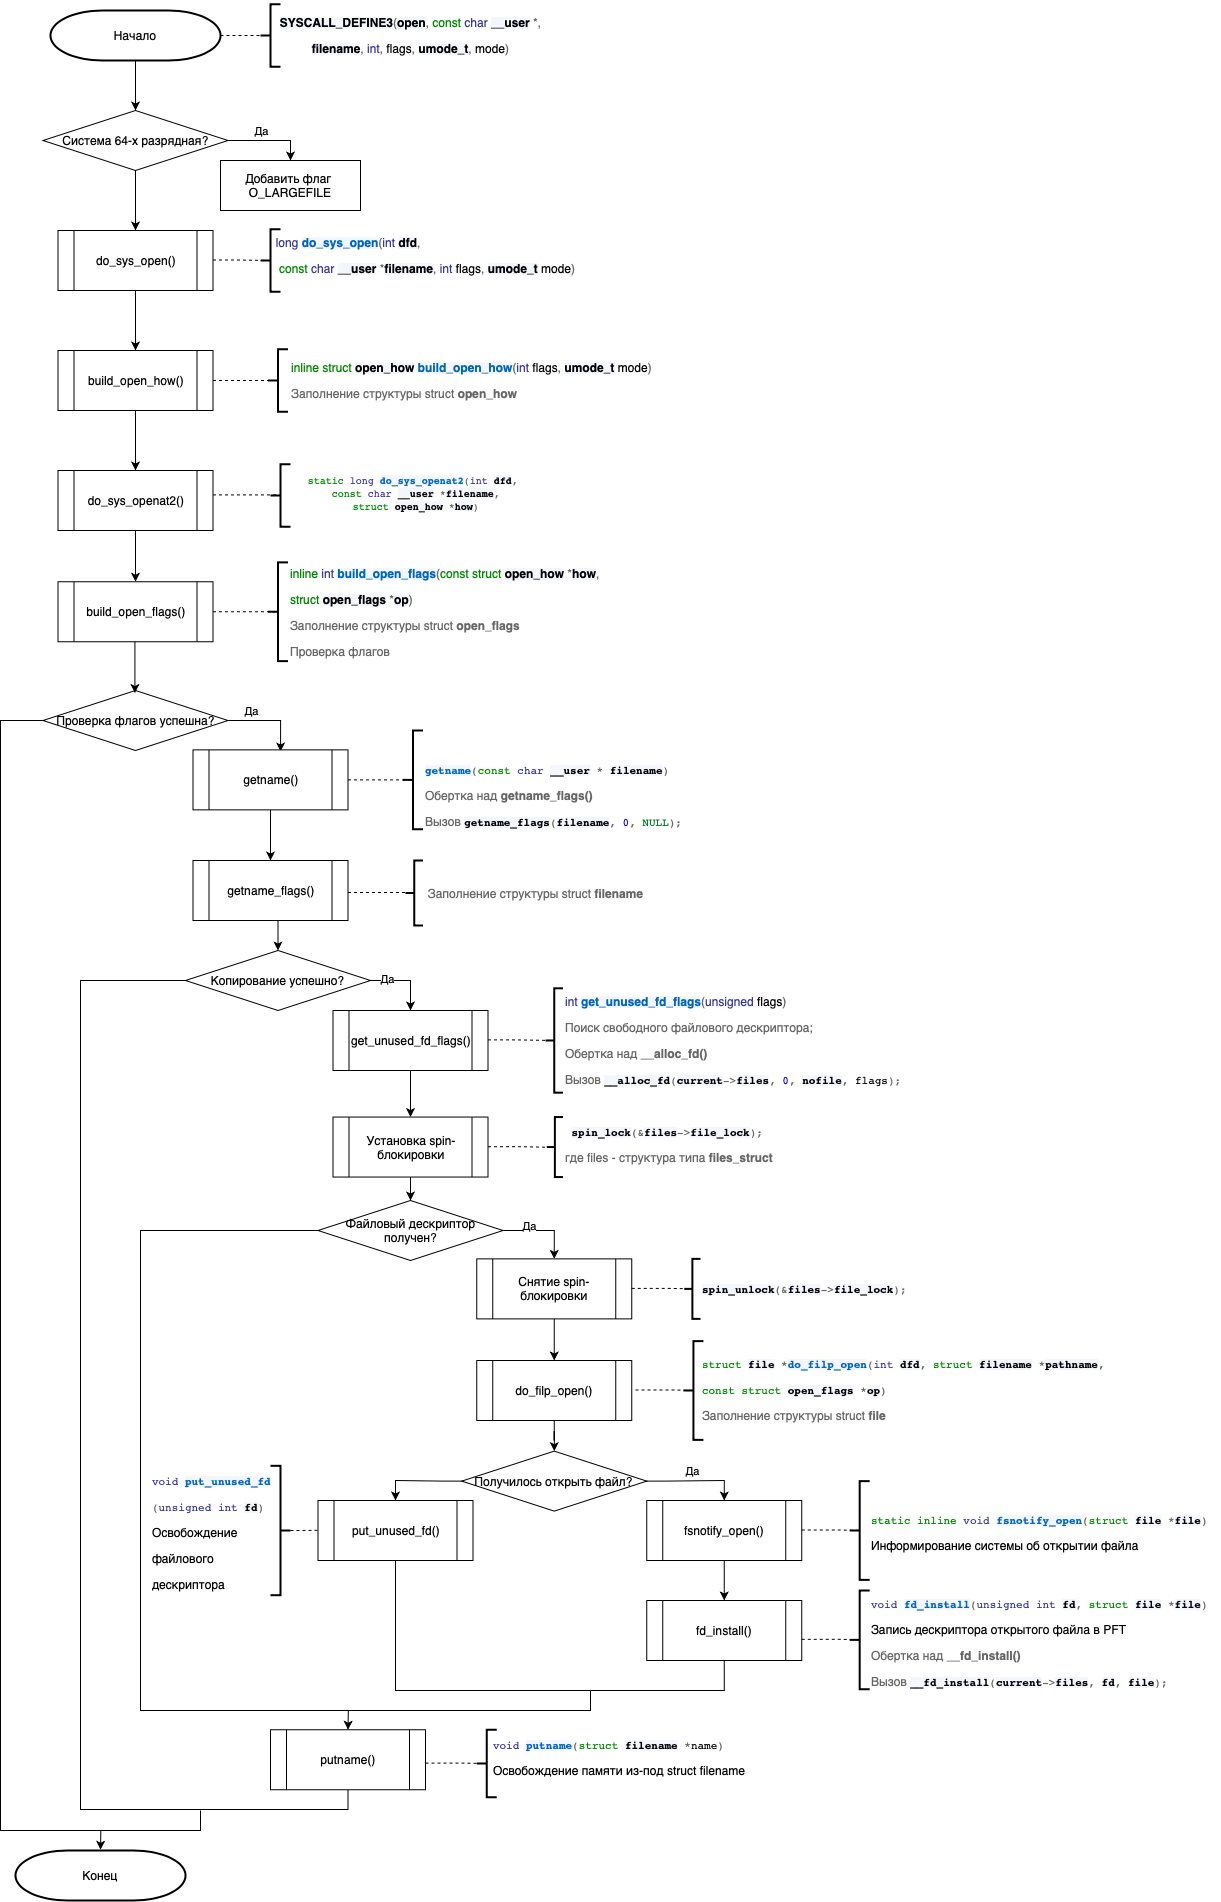 Начало
SYSCALL_DEFINE3(open, const char __user *,
filename, int, flags, umode_t, mode)
Система 64-х разрядная?
Да
Добавить флаг
O_LARGEFILE
do_sys_open()
long do_sys_open(int dfd,
const char __user *filename, int flags, umode_t mode)
build_open_how()
inline struct open_how build_open_how(int flags, umode_t mode)
Заполнение структуры struct open_how
do_sys_openat2()
static long do_sys_openat2(int dfd,
const char __user *filename,
struct open_how *how)
build_open_flags()
inline int build_open_flags(const struct open_how *how,
struct open_flags *op)
Заполнение структуры struct open_flags
Проверка флагов
Проверка флагов успешна?
Да
getname()
getname(const char __user * filename)
Обертка над getname_flags()
Вызов getname_flags(filename, 0, NULL);
getname_flags()
Заполнение структуры struct filename
Копирование успешно?
Да
get_unused_fd_flags()
int get_unused_fd_flags(unsigned flags)
Поиск свободного файлового дескриптора;
Обертка над __alloc_fd()
Вызов __alloc_fd(current->files, 0, nofile, flags);
Установка spin-
блокировки
spin_lock(&files->file_lock);
где files - структура типа files_struct
Файловый дескриптор
получен?
Да
Снятие spin-
блокировки
spin_unlock(&files->file_lock);
do_filp_open()
struct file *do_filp_open(int dfd, struct filename *pathname,
const struct open_flags *op)
Заполнение структуры struct file
Получилось открыть файл?
Да
void put_unused_fd
(unsigned int fd)
Освобождение
файлового
дескриптора
put_unused_fd()
fsnotify_open()
static inline void fsnotify_open(struct file *file)
Информирование системы об открытии файла
fd_install()
void fd_install(unsigned int fd, struct file *file)
Запись дескриптора открытого файла в PFT
Обертка над __fd_install()
Вызов __fd_install(current->files, fd, file);
putname()
void putname(struct filename *name)
Освобождение памяти из-под struct filename
Конец